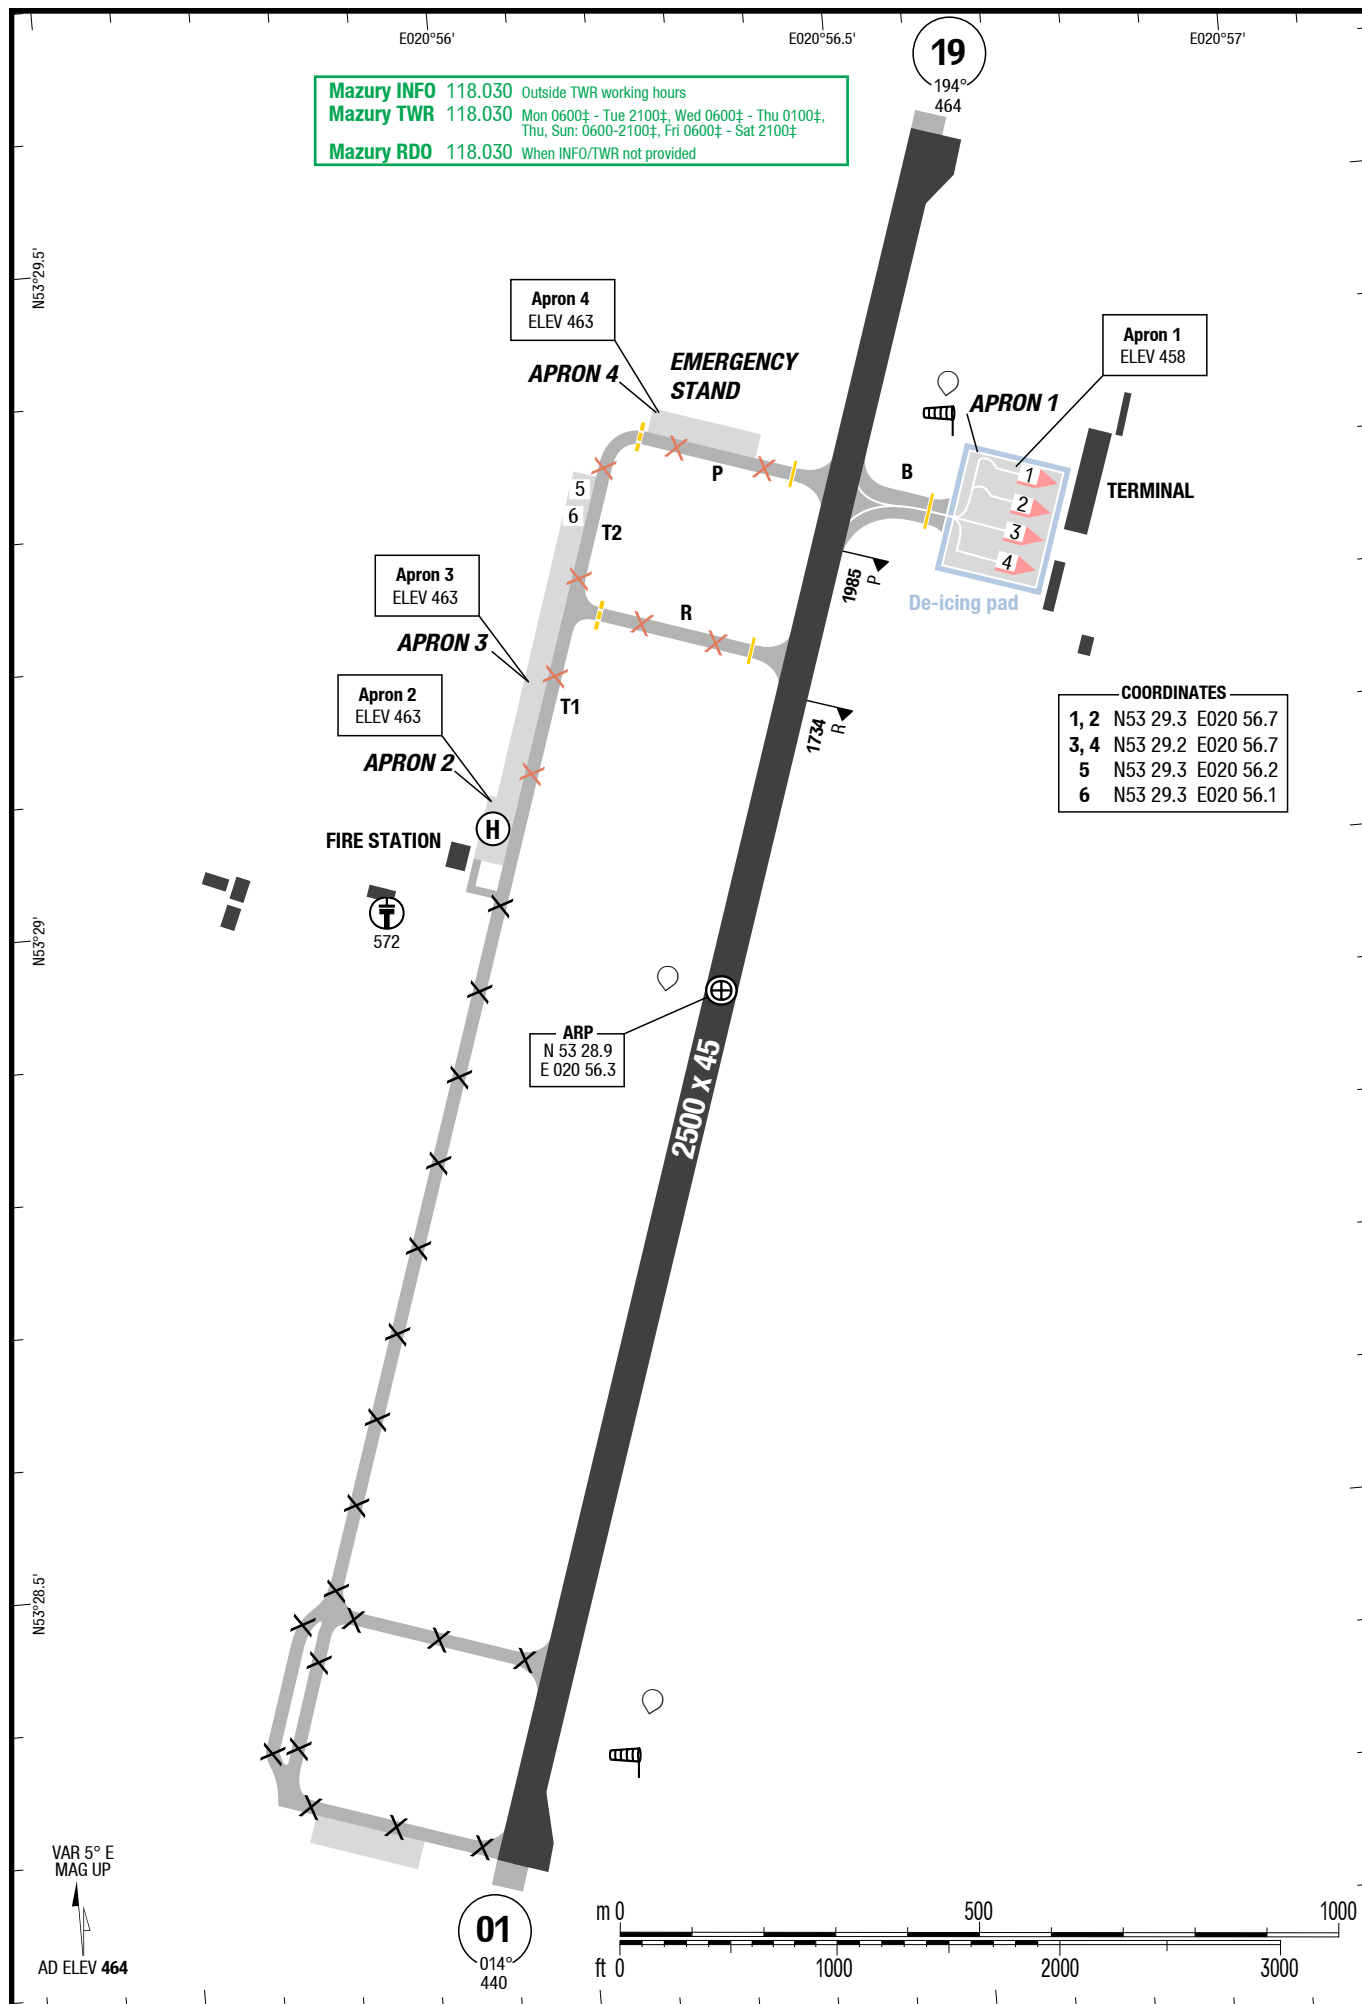 E020°56'
E020°56.5'
E020°57'
19
194°
464
Mazury INFO 118.030 Outside TWR working hours
Mazury TWR 118.030 Mon 0600‡ - Tue 2100‡, Wed 0600‡ - Thu 0100‡,
Thu, Sun: 0600-2100‡, Fri 0600‡ - Sat 2100‡
Mazury RDO 118.030 When INFO/TWR not provided
N53°29.5'
Apron 4
ELEV 463
APRON 4
EMERGENCY
STAND
Apron 1
ELEV 458
APRON 1
B
P
1
2
3
4
TERMINAL
5
6
T2
De-icing pad
1985
P
Apron 3
ELEV 463
APRON 3
R
T1
Apron 2
ELEV 463
APRON 2
1734
R
COORDINATES
1, 2 N53 29.3 E020 56.7
3, 4 N53 29.2 E020 56.7
5 N53 29.3 E020 56.2
6 N53 29.3 E020 56.1
H
FIRE STATION
572
N53°29'
ARP
N 53 28.9
E 020 56.3
2500 x 45
N53°28.5'
VAR 5° E
MAG UP
AD ELEV 464
01
014°
440
m 0 500 1000
ft 0 1000 2000 3000